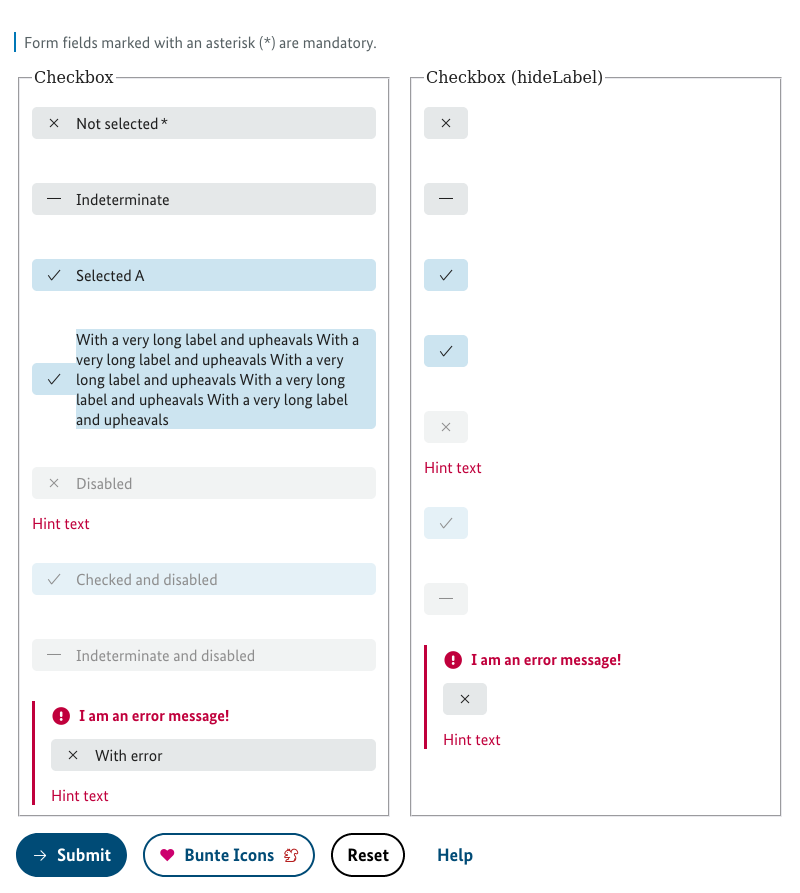 Form fields marked with an asterisk (*) are mandatory.
Checkbox
Not selected *
Indeterminate
Selected A
With a very long label and upheavals With a
very long label and upheavals With a very
long label and upheavals With a very long
label and upheavals With a very long label
and upheavals
Disabled
Hint text
Checked and disabled
Indeterminate and disabled
I am an error message!
With error
Hint text
Checkbox (hideLabel)
Hint text
I am an error message!
Hint text
Submit
Bunte Icons
Reset
Help